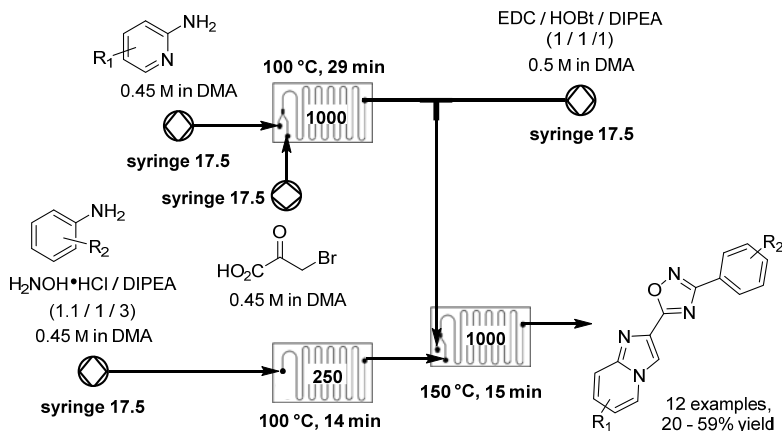 NH₂
R₁
N
0.45 M in DMA
syringe 17.5
100 °C, 29 min
1000
syringe 17.5
EDC / HOBt / DIPEA
(1 / 1 /1)
0.5 M in DMA
syringe 17.5
NH₂
R₂
H₂NOH•HCl / DIPEA
(1.1 / 1 / 3)
0.45 M in DMA
syringe 17.5
O
Br
HO₂C
0.45 M in DMA
250
100 °C, 14 min
1000
150 °C, 15 min
R₂
N
O
N
N
N
R₁
12 examples,
20 - 59% yield